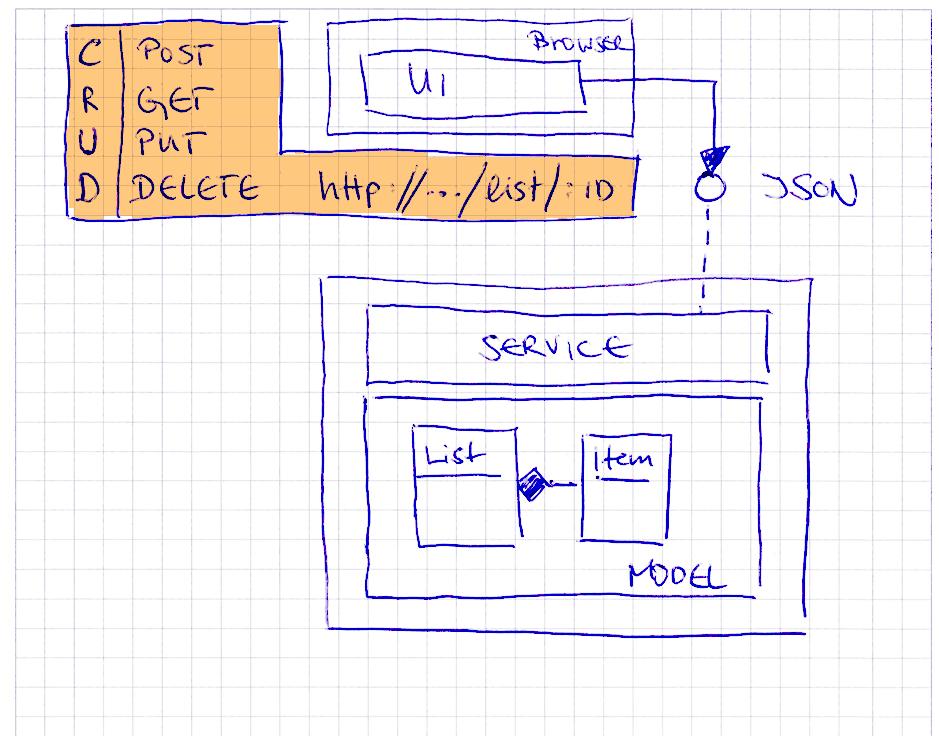 C POST
R GET
U PUT
D DELETE http://.../list/:ID
Browser
UI
JSON
SERVICE
List
Item
MODEL